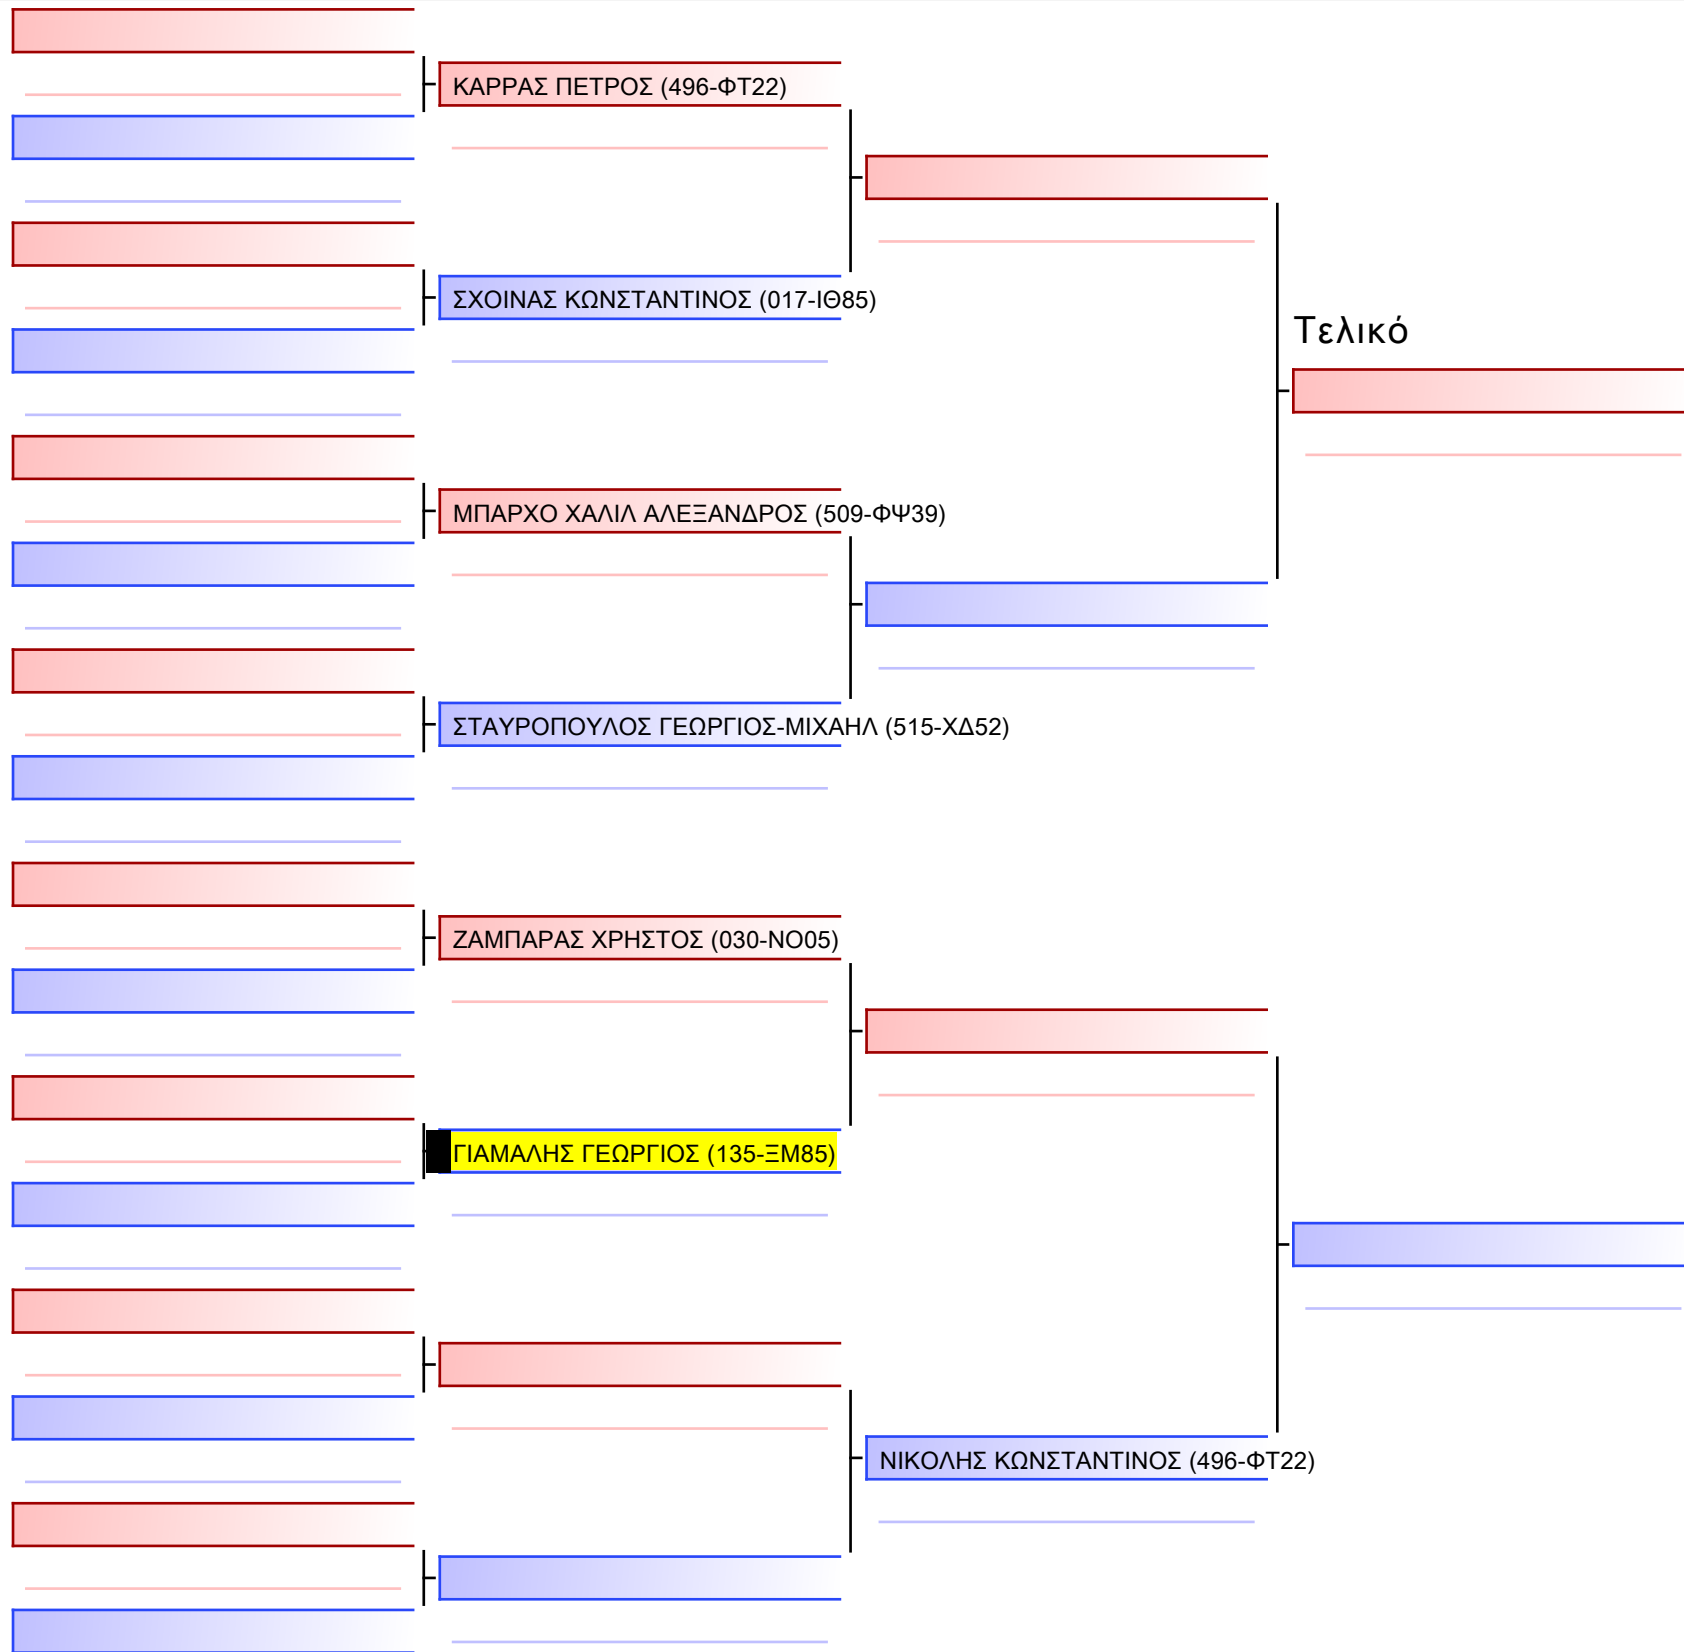 ΚΑΡΡΑΣ ΠΕΤΡΟΣ (496-ΦΤ22)
ΣΧΟΙΝΑΣ ΚΩΝΣΤΑΝΤΙΝΟΣ (017-ΙΘ85)
Τελικό
ΜΠΑΡΧΟ ΧΑΛΙΛ ΑΛΕΞΑΝΔΡΟΣ (509-ΦΨ39)
ΣΤΑΥΡΟΠΟΥΛΟΣ ΓΕΩΡΓΙΟΣ-ΜΙΧΑΗΛ (515-ΧΔ52)
ΖΑΜΠΑΡΑΣ ΧΡΗΣΤΟΣ (030-ΝΟ05)
ΓΙΑΜΑΛΗΣ ΓΕΩΡΓΙΟΣ (135-ΞΜ85)
ΝΙΚΟΛΗΣ ΚΩΝΣΤΑΝΤΙΝΟΣ (496-ΦΤ22)